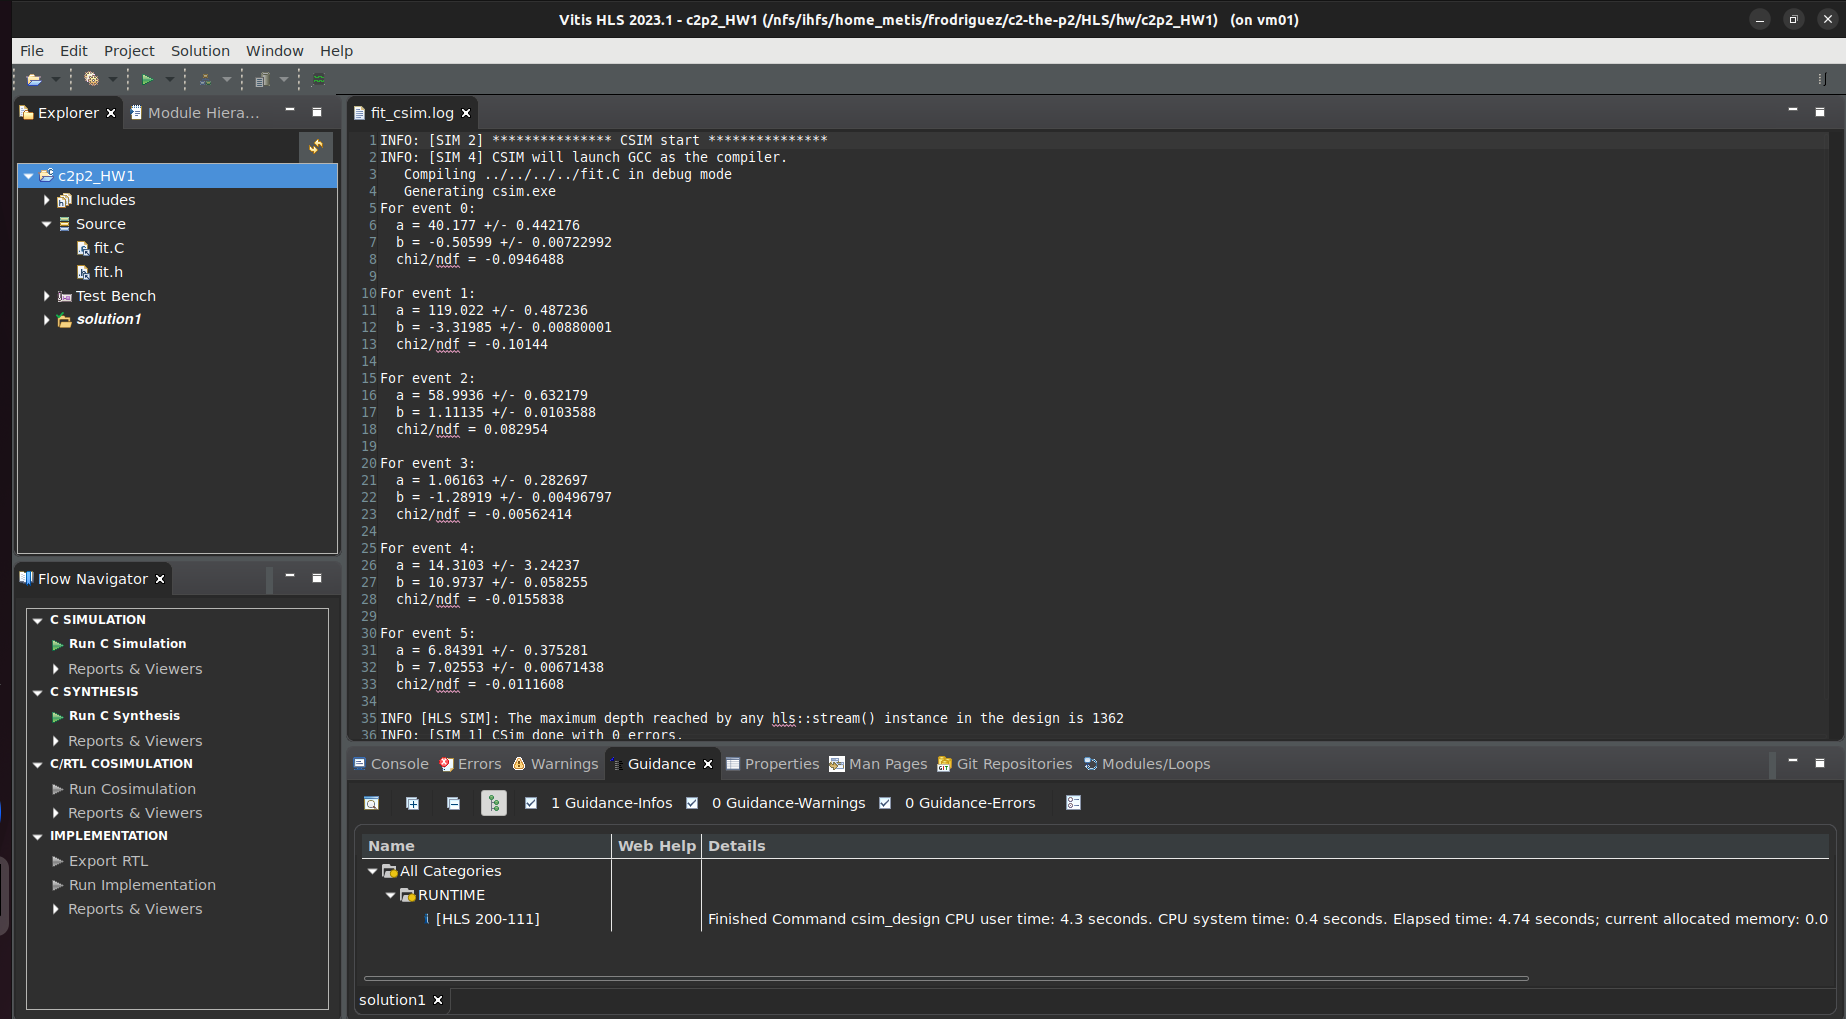 Vitis HLS 2023.1 - c2p2_HW1 (/nfs/ihfs/home_metis/frodriguez/c2-the-p2/HLS/hw/c2p2_HW1) (on vm01)
File Edit Project Solution Window Help
Explorer Module Hiera...
c2p2_HW1
Includes
Source
fit.C
fit.h
Test Bench
solution1
Flow Navigator
C SIMULATION
Run C Simulation
Reports & Viewers
C SYNTHESIS
Run C Synthesis
Reports & Viewers
C/RTL COSIMULATION
Run Cosimulation
Reports & Viewers
IMPLEMENTATION
Export RTL
Run Implementation
Reports & Viewers
fit_csim.log
1 INFO: [SIM 2] *************** CSIM start ***************
2 INFO: [SIM 4] CSIM will launch GCC as the compiler.
3    Compiling ../../../../fit.C in debug mode
4    Generating csim.exe
5 For event 0:
6   a = 40.177 +/- 0.442176
7   b = -0.50599 +/- 0.00722992
8   chi2/ndf = -0.0946488
9
10 For event 1:
11   a = 119.022 +/- 0.487236
12   b = -3.31985 +/- 0.00880001
13   chi2/ndf = -0.10144
14
15 For event 2:
16   a = 58.9936 +/- 0.632179
17   b = 1.11135 +/- 0.0103588
18   chi2/ndf = 0.082954
19
20 For event 3:
21   a = 1.06163 +/- 0.282697
22   b = -1.28919 +/- 0.00496797
23   chi2/ndf = -0.00562414
24
25 For event 4:
26   a = 14.3103 +/- 3.24237
27   b = 10.9737 +/- 0.058255
28   chi2/ndf = -0.0155838
29
30 For event 5:
31   a = 6.84391 +/- 0.375281
32   b = 7.02553 +/- 0.00671438
33   chi2/ndf = -0.0111608
34
35 INFO [HLS SIM]: The maximum depth reached by any hls::stream() instance in the design is 1362
36 INFO: [SIM 1] CSim done with 0 errors.
Console Errors Warnings Guidance Properties Man Pages Git Repositories Modules/Loops
1 Guidance-Infos 0 Guidance-Warnings 0 Guidance-Errors
Name Web Help Details
All Categories
RUNTIME
[HLS 200-111] Finished Command csim_design CPU user time: 4.3 seconds. CPU system time: 0.4 seconds. Elapsed time: 4.74 seconds; current allocated memory: 0.0
solution1